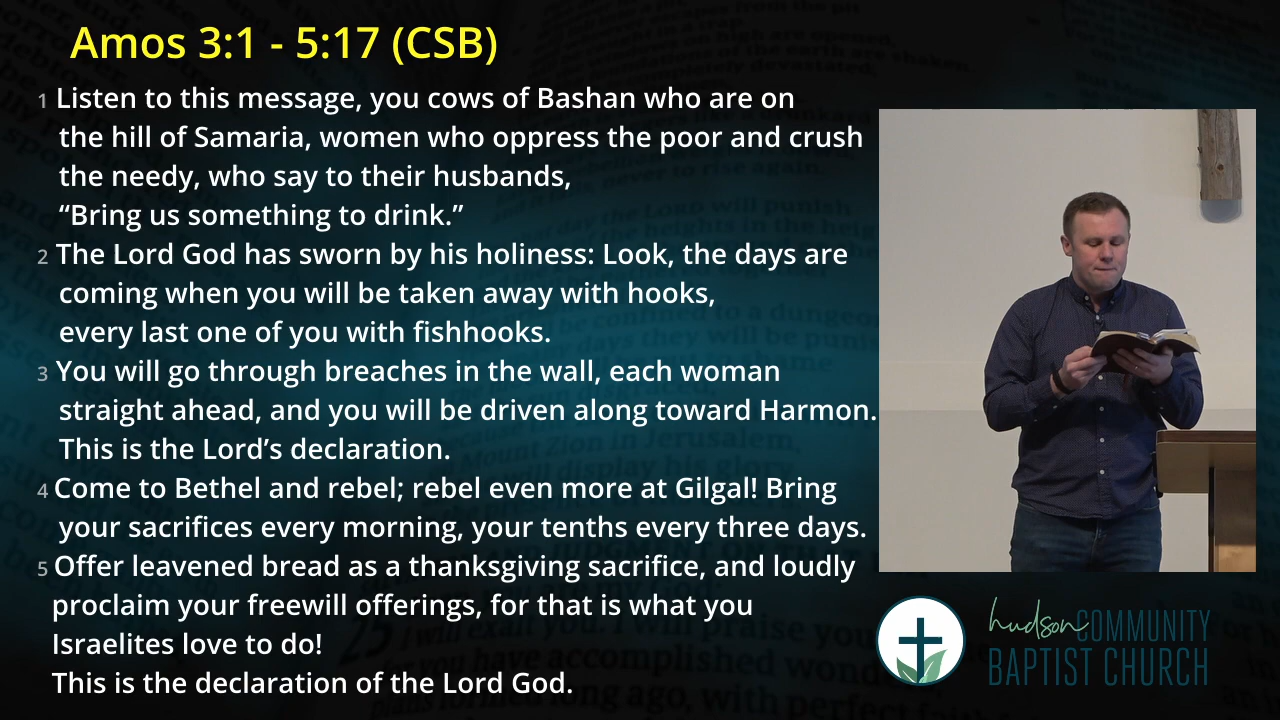 Amos 3:1 - 5:17 (CSB)
1 Listen to this message, you cows of Bashan who are on
the hill of Samaria, women who oppress the poor and crush
the needy, who say to their husbands,
“Bring us something to drink.”
2 The Lord God has sworn by his holiness: Look, the days are
coming when you will be taken away with hooks,
every last one of you with fishhooks.
3 You will go through breaches in the wall, each woman
straight ahead, and you will be driven along toward Harmon.
This is the Lord’s declaration.
4 Come to Bethel and rebel; rebel even more at Gilgal! Bring
your sacrifices every morning, your tenths every three days.
5 Offer leavened bread as a thanksgiving sacrifice, and loudly
proclaim your freewill offerings, for that is what you
Israelites love to do!
This is the declaration of the Lord God.
hudson COMMUNITY
BAPTIST CHURCH